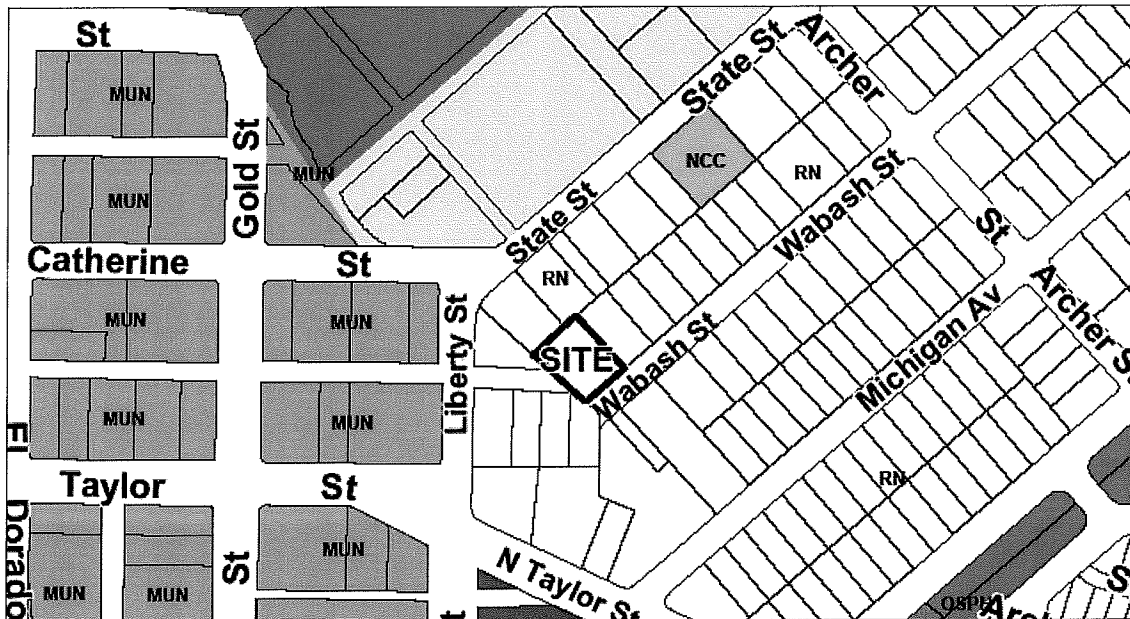 St
State St
Archer
MUN
Gold St
MUN
NCC
RN
MUN
State St
Wabash St
St
Catherine
St
RN
Archer St
MUN
MUN
Liberty St
SITE
Wabash St
Michigan Av
MUN
MUN
El Dorado
Taylor
St
RN
MUN
St
N Taylor St
MUN
MUN